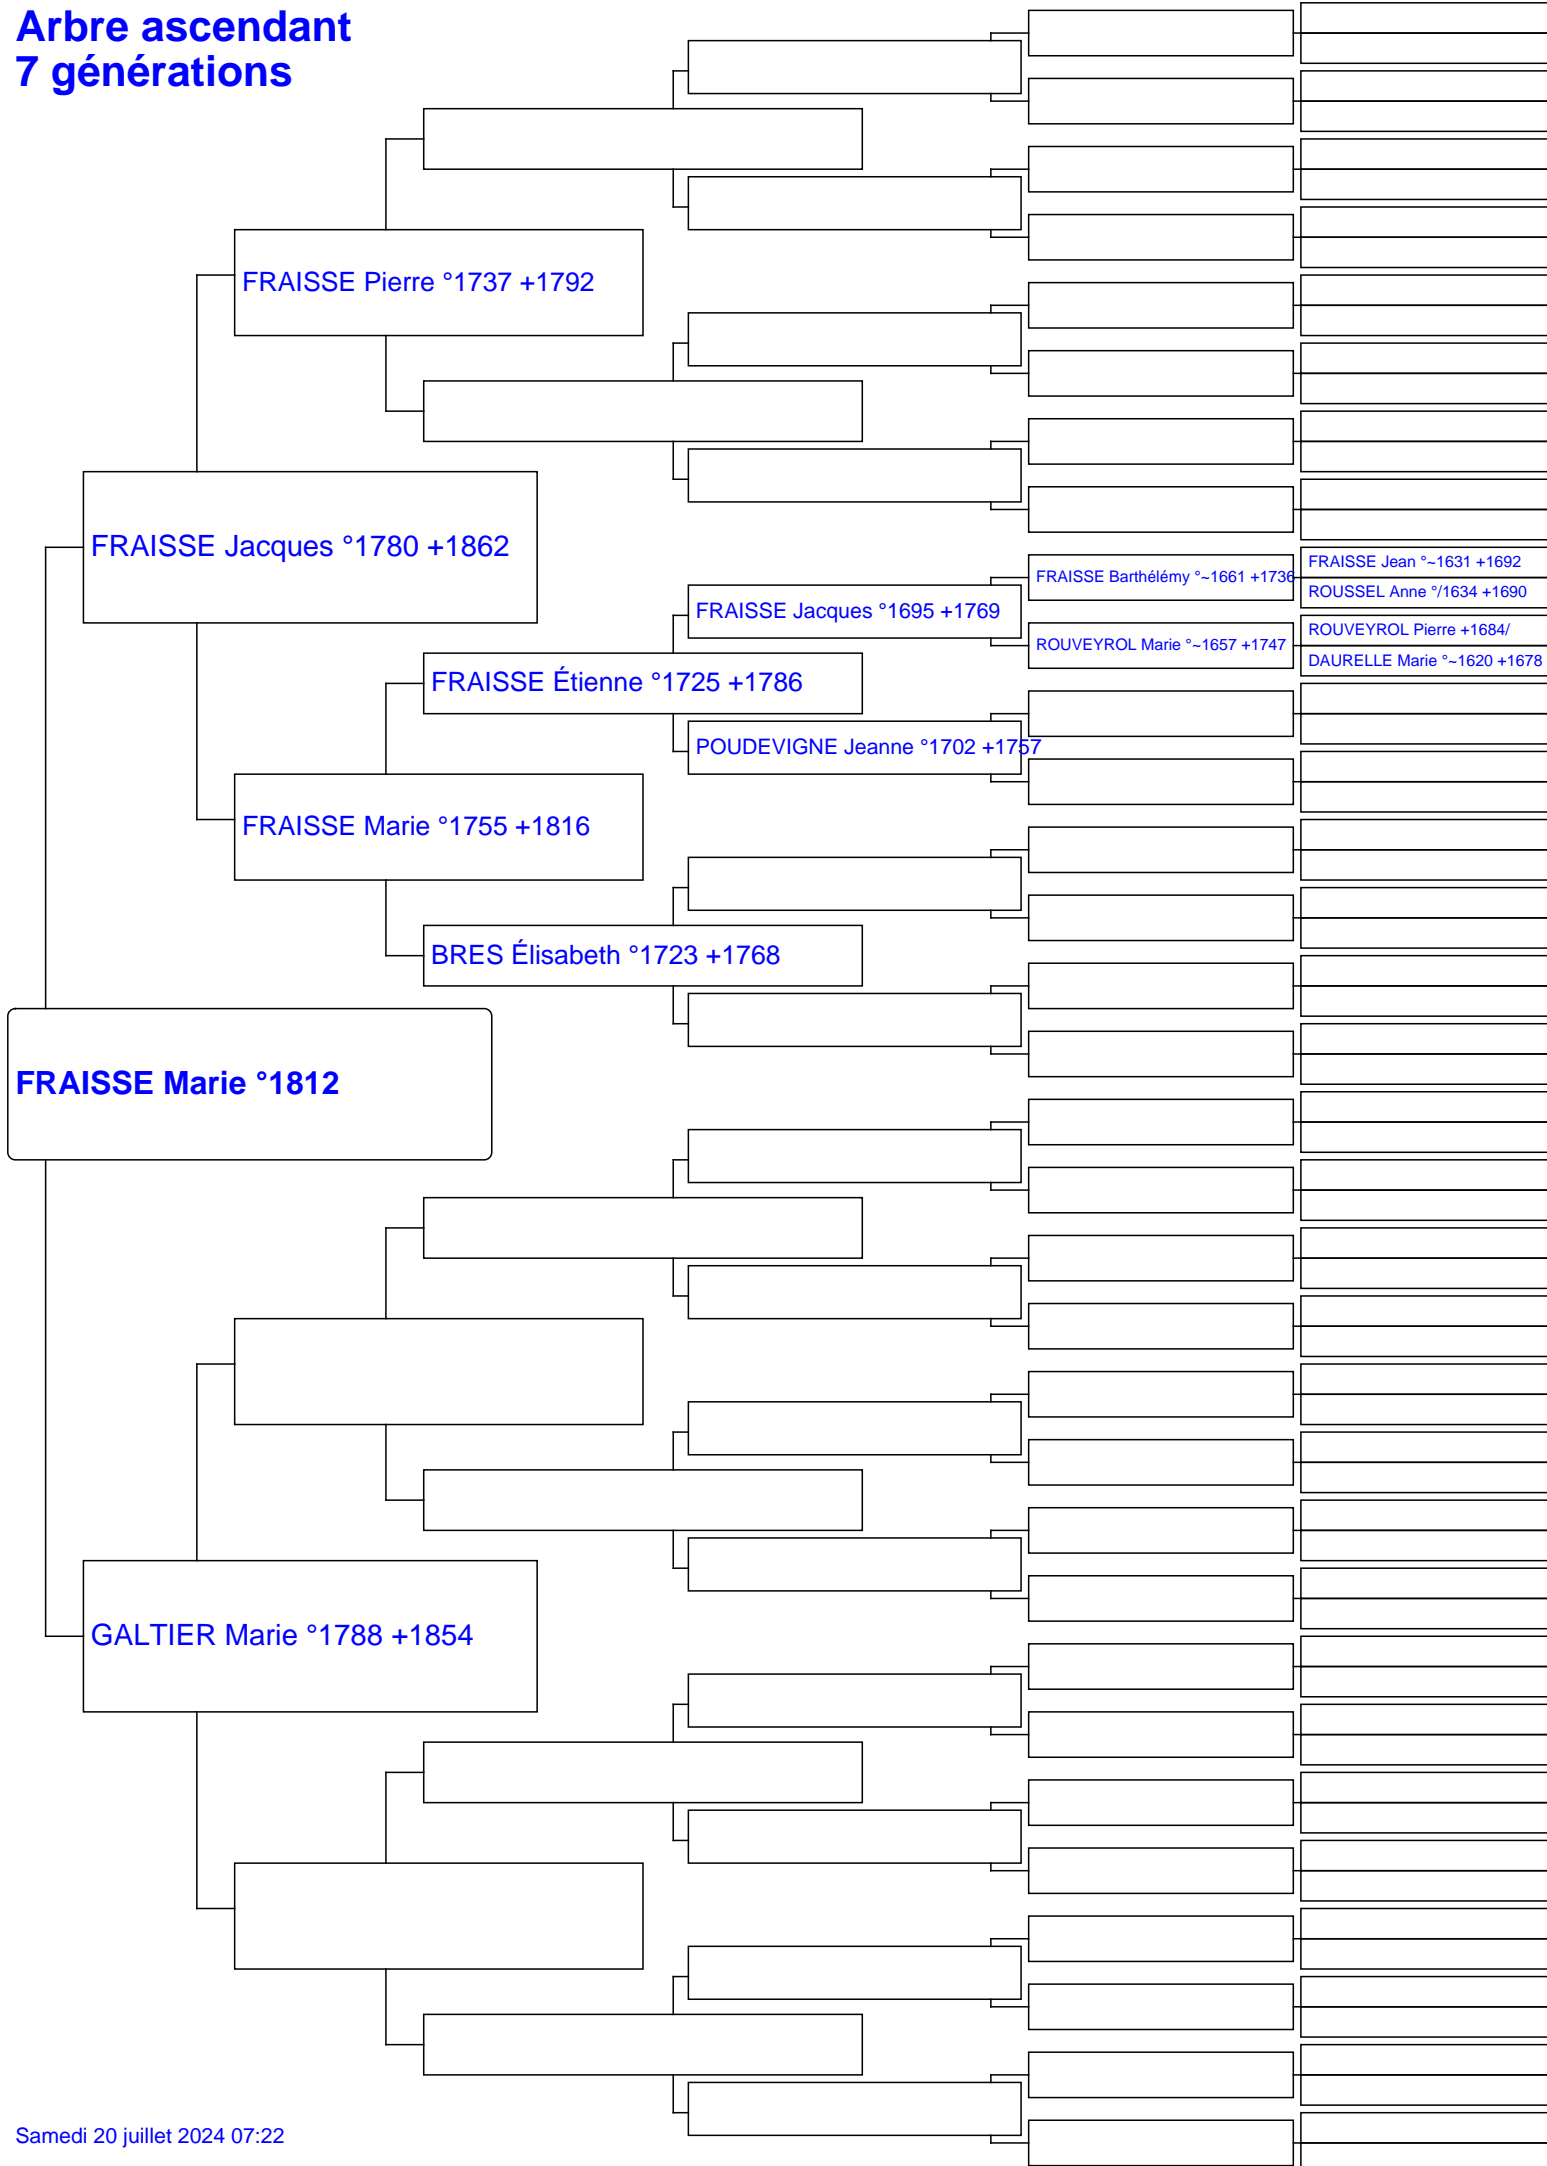 Arbre ascendant
7 générations
FRAISSE Pierre °1737 +1792
FRAISSE Jacques °1780 +1862
FRAISSE Barthélémy °~1661 +1736
FRAISSE Jean °~1631 +1692
ROUSSEL Anne °/1634 +1690
FRAISSE Jacques °1695 +1769
ROUVEYROL Marie °~1657 +1747
ROUVEYROL Pierre +1684/
DAURELLE Marie °~1620 +1678
FRAISSE Étienne °1725 +1786
POUDEVIGNE Jeanne °1702 +1757
FRAISSE Marie °1755 +1816
BRES Élisabeth °1723 +1768
FRAISSE Marie °1812
GALTIER Marie °1788 +1854
Samedi 20 juillet 2024 07:22